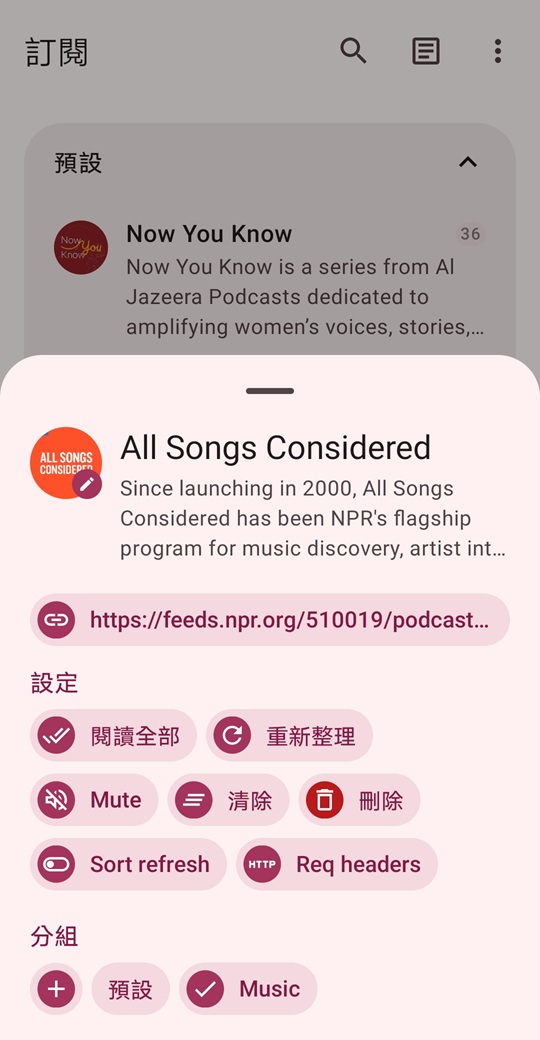 訂閱
預設
Now You Know
Now You Know 36
Now You Know is a series from Al
Jazeera Podcasts dedicated to
amplifying women’s voices, stories,...
ALL SONGS
CONSIDERED
All Songs Considered
Since launching in 2000, All Songs
Considered has been NPR's flagship
program for music discovery, artist int...
https://feeds.npr.org/510019/podcast...
設定
閱讀全部 重新整理
Mute 清除 刪除
Sort refresh HTTP Req headers
分組
預設 Music